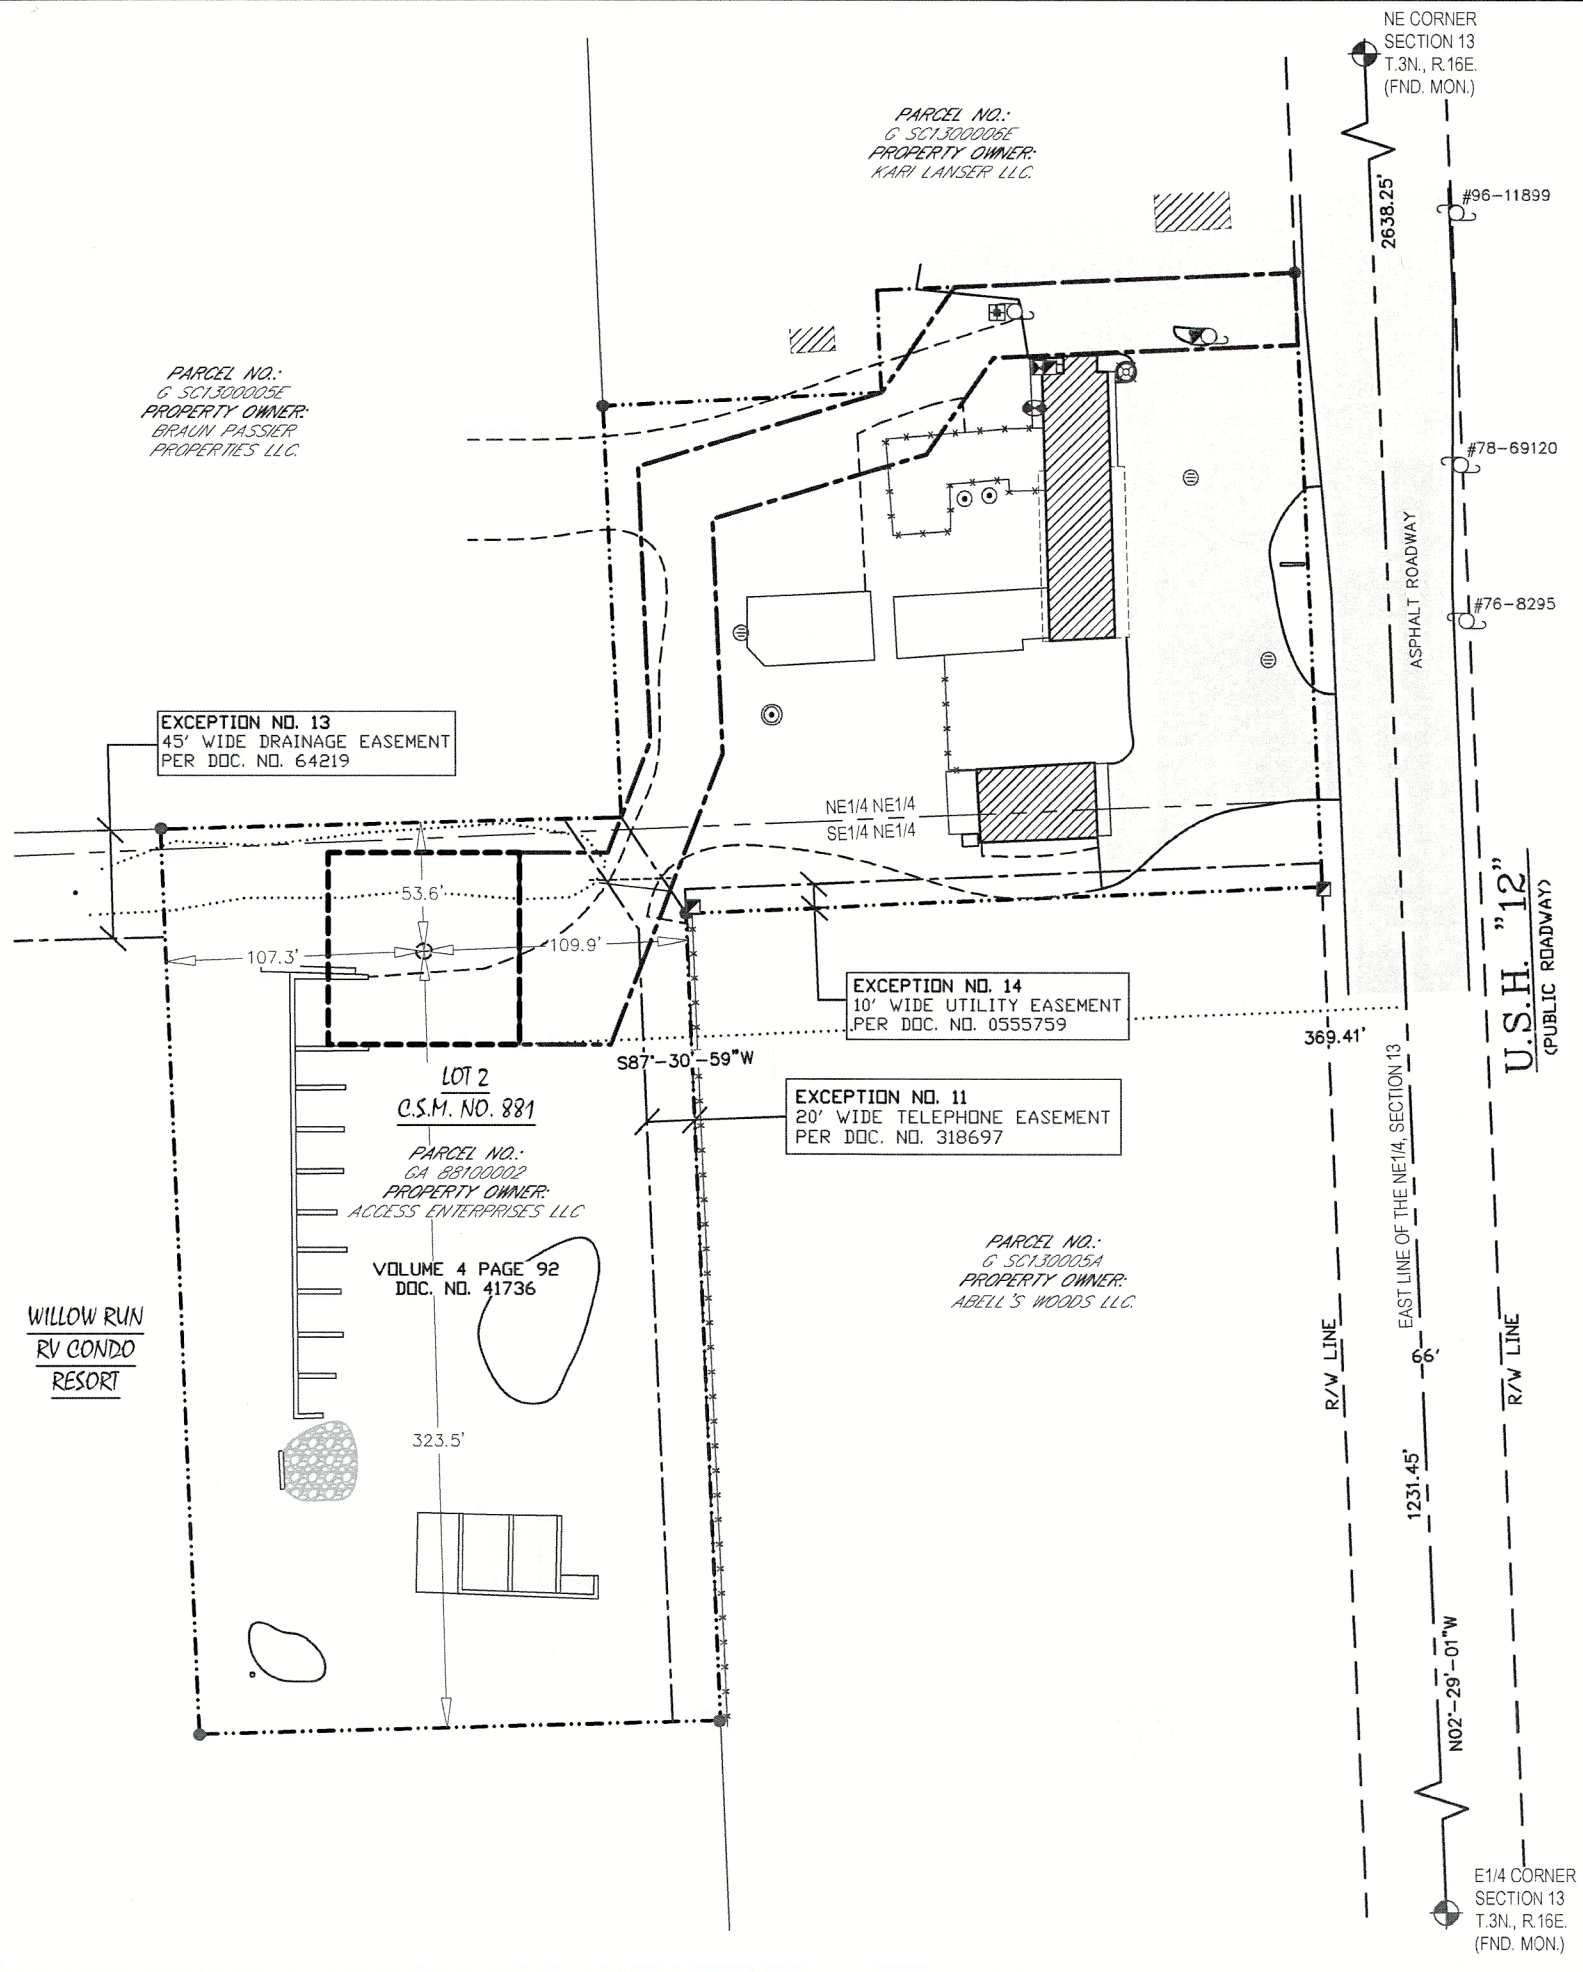 NE CORNER
SECTION 13
T.3N., R.16E.
(FND. MON.)
PARCEL NO.:
G SC1300006E
PROPERTY OWNER:
KARI LANSER LLC.
2638.25'
#96-11899
PARCEL NO.:
G SC1300005E
PROPERTY OWNER:
BRAUN PASSIER
PROPERTIES LLC.
#78-69120
ASPHALT ROADWAY
#76-8295
EXCEPTION NO. 13
45' WIDE DRAINAGE EASEMENT
PER DOC. NO. 64219
NE1/4 NE1/4
SE1/4 NE1/4
53.6'
107.3'
109.9'
U.S.H. "12"
(PUBLIC ROADWAY)
EXCEPTION NO. 14
10' WIDE UTILITY EASEMENT
PER DOC. NO. 0555759
369.41'
S87°-30'-59"W
LOT 2
C.S.M. NO. 881
EXCEPTION NO. 11
20' WIDE TELEPHONE EASEMENT
PER DOC. NO. 318697
PARCEL NO.:
GA 88100002
PROPERTY OWNER:
ACCESS ENTERPRISES LLC
EAST LINE OF THE NE1/4, SECTION 13
PARCEL NO.:
G SC130005A
PROPERTY OWNER:
ABELL'S WOODS LLC.
VOLUME 4 PAGE 92
DOC. NO. 41736
WILLOW RUN
RV CONDO
RESORT
R/W LINE
66'
R/W LINE
323.5'
1231.45'
N02°-29'-01"W
E1/4 CORNER
SECTION 13
T.3N., R.16E.
(FND. MON.)